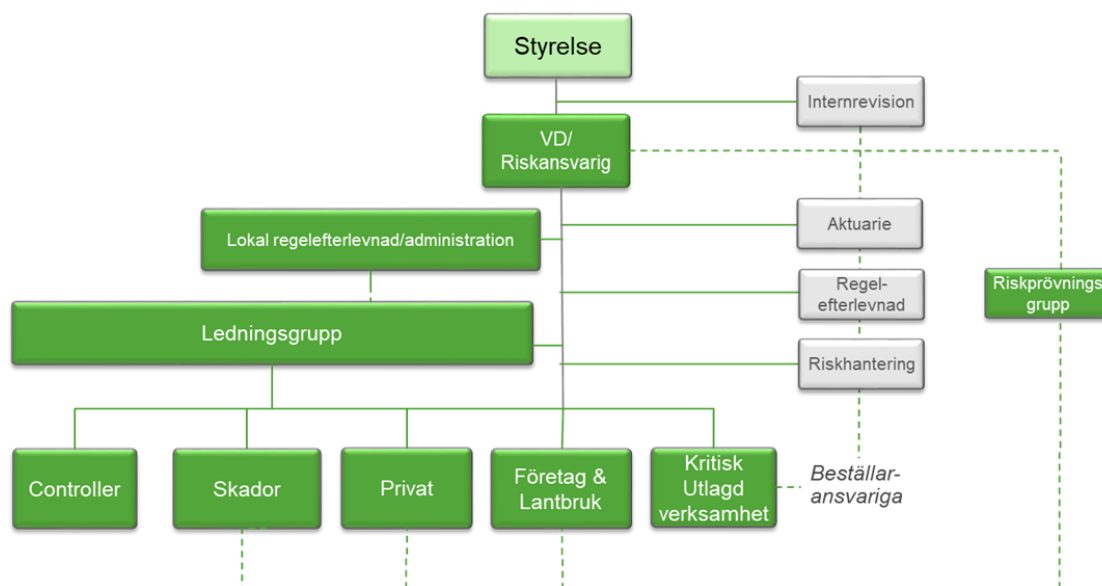 Styrelse
Internrevision
VD/
Riskansvarig
Aktuarie
Lokal regelefterlevnad/administration
Regel-
efterlevnad
Riskprövnings
grupp
Ledningsgrupp
Riskhantering
Controller
Skador
Privat
Företag &
Lantbruk
Kritisk
Utlagd
verksamhet
Beställar-
ansvariga